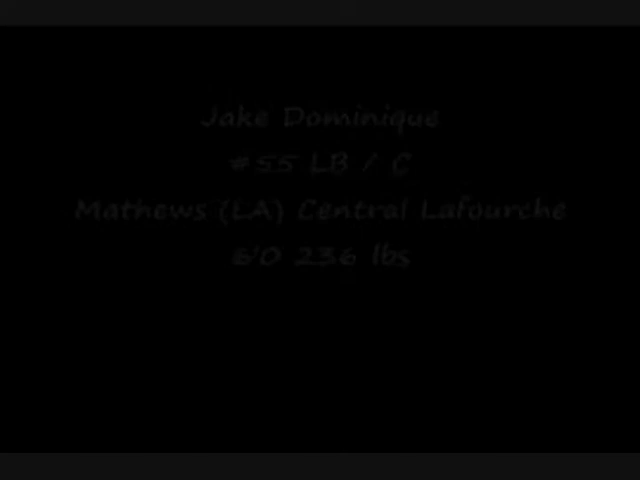 Jake Dominique
#55 LB / C
Mathews (LA) Central Lafourche
6'0 236 lbs